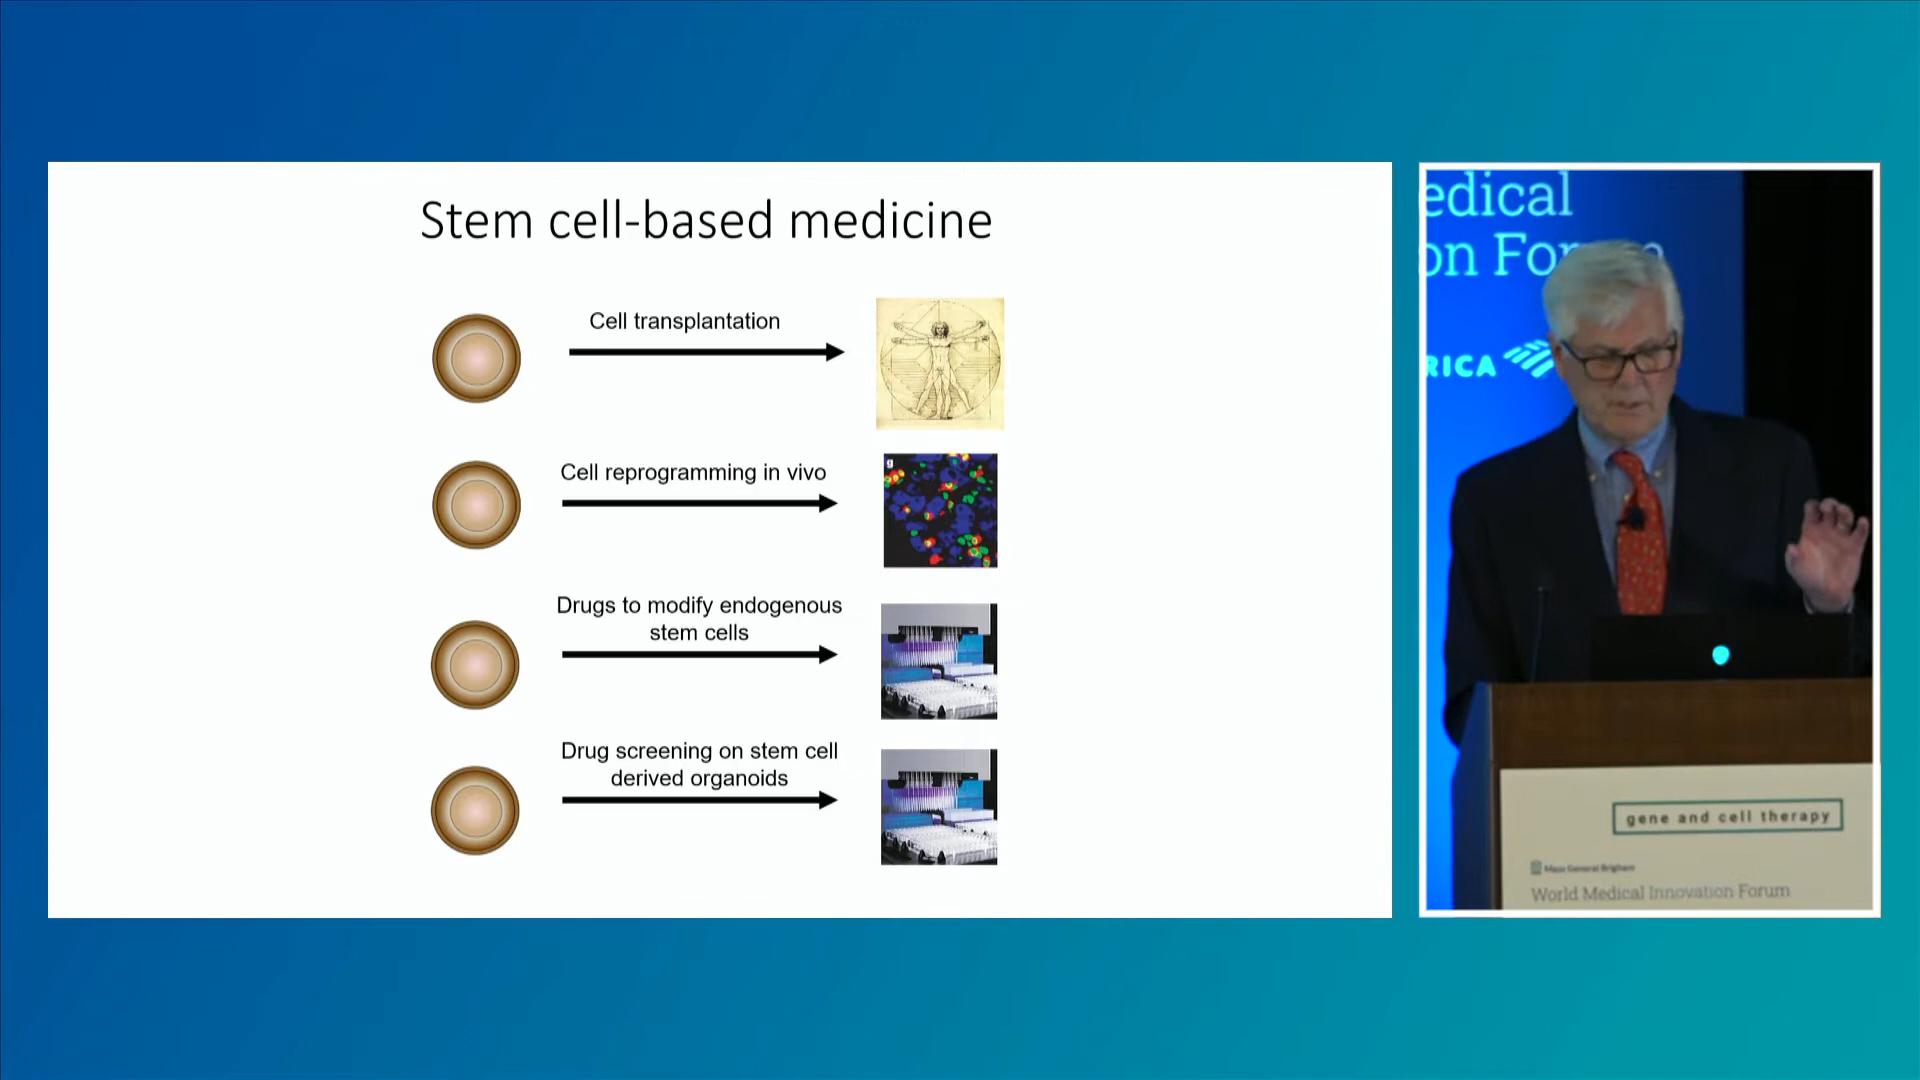 Stem cell-based medicine
Cell transplantation
Cell reprogramming in vivo
g
Drugs to modify endogenous
stem cells
Drug screening on stem cell
derived organoids
edical
on Forum
RICA
gene and cell therapy
Mass General Brigham
World Medical Innovation Forum